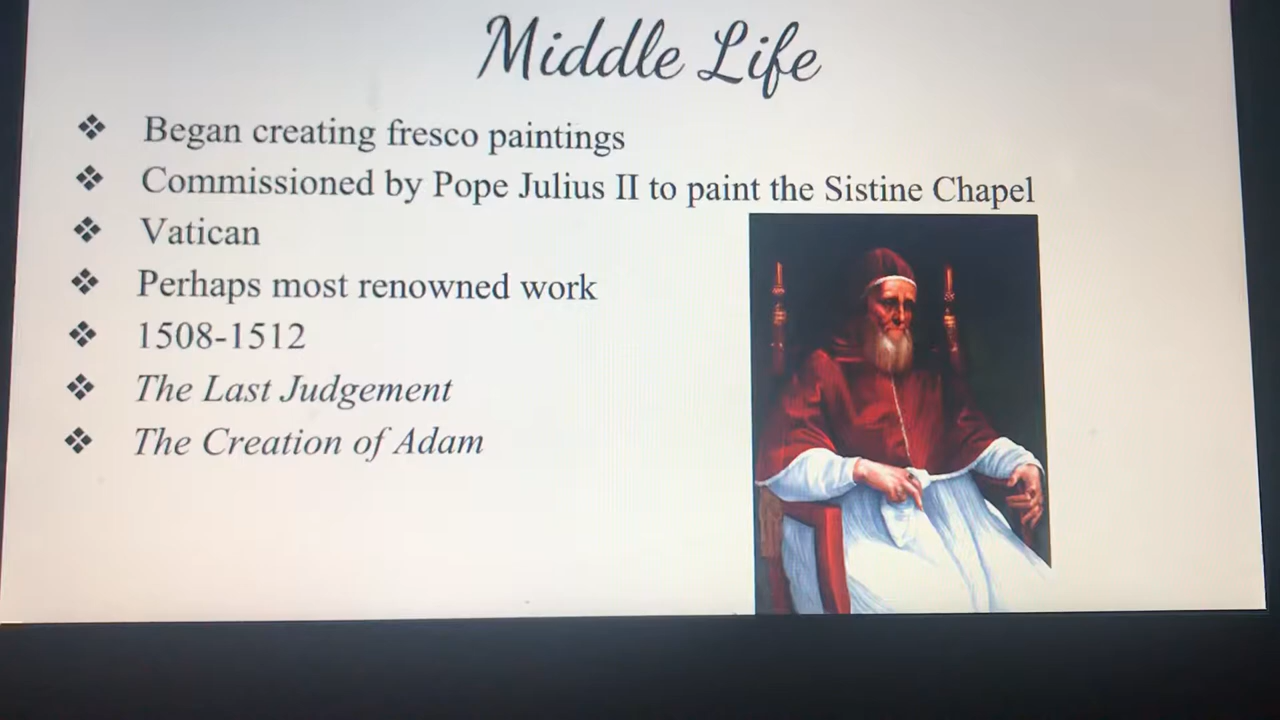 Middle Life
❖ Began creating fresco paintings
❖ Commissioned by Pope Julius II to paint the Sistine Chapel
❖ Vatican
❖ Perhaps most renowned work
❖ 1508-1512
❖ The Last Judgement
❖ The Creation of Adam